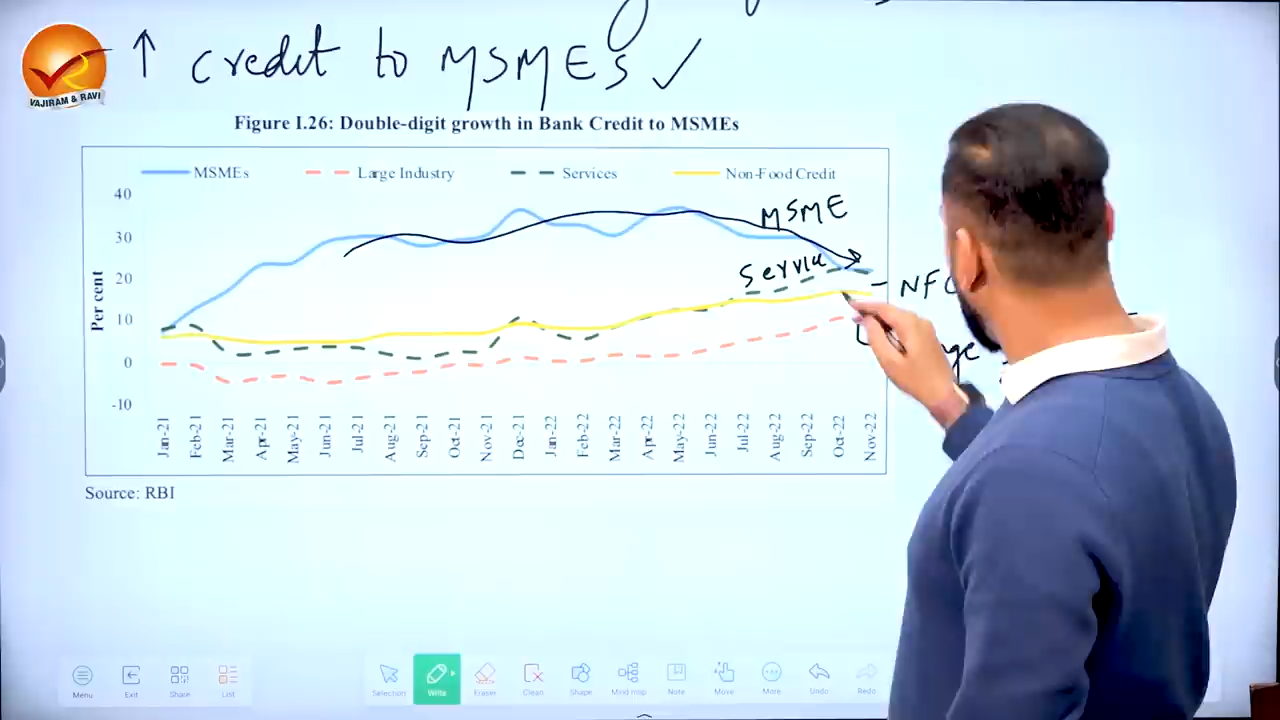 ↑ credit to MSMEs ✓
VAJIRAM & RAVI
Figure I.26: Double-digit growth in Bank Credit to MSMEs
MSMEs Large Industry Services Non-Food Credit
40
30
20
10
0
-10
Per cent
MSME
Service
- NFC
Jan-21 Feb-21 Mar-21 Apr-21 May-21 Jun-21 Jul-21 Aug-21 Sep-21 Oct-21 Nov-21 Dec-21 Jan-22 Feb-22 Mar-22 Apr-22 May-22 Jun-22 Jul-22 Aug-22 Sep-22 Oct-22 Nov-22
Source: RBI
Menu Exit Share List Selection Write Eraser Clean Shape Mind map Note Move More Undo Redo